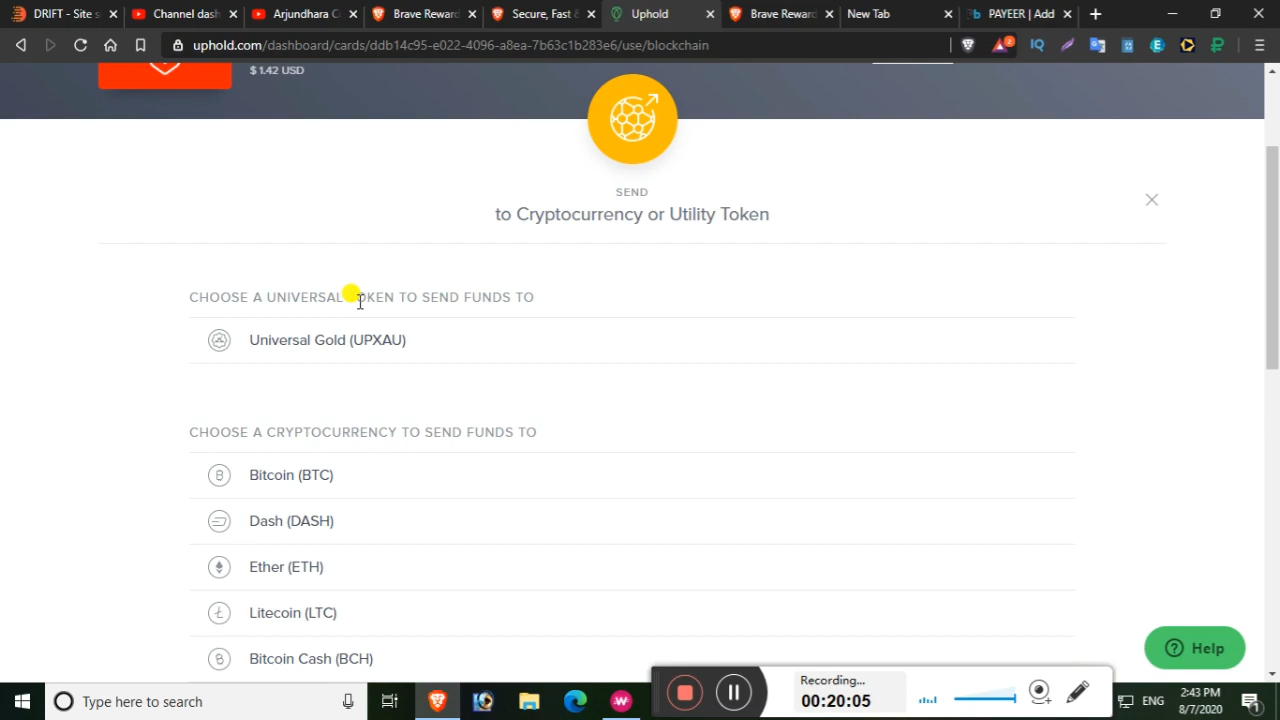 DRIFT - Site s
Channel dash
Arjundhara C
Brave Reward
Secure, Fast &
Uphold
Brave Reward
New Tab
PAYEER | Add
uphold.com/dashboard/cards/ddb14c95-e022-4096-a8ea-7b63c1b283e6/use/blockchain
2
IQ
$ 1.42 USD
SEND
to Cryptocurrency or Utility Token
CHOOSE A UNIVERSAL TOKEN TO SEND FUNDS TO
Universal Gold (UPXAU)
CHOOSE A CRYPTOCURRENCY TO SEND FUNDS TO
Bitcoin (BTC)
Dash (DASH)
Ether (ETH)
Litecoin (LTC)
Bitcoin Cash (BCH)
Help
Recording...
00:20:05
Type here to search
ENG
2:43 PM
8/7/2020
1